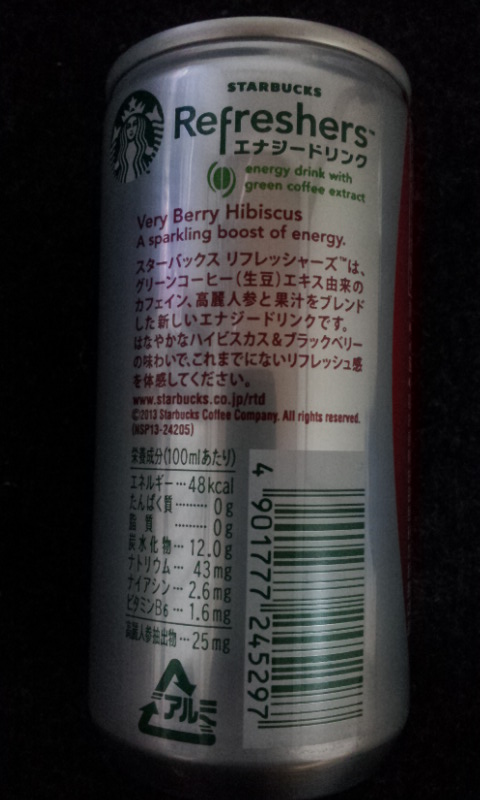 STARBUCKS
Refreshers™
エナジードリンク
energy drink with
green coffee extract
Very Berry Hibiscus
A sparkling boost of energy.
スターバックス リフレッシャーズ™は、
グリーンコーヒー(生豆)エキス由来の
カフェイン、高麗人参と果汁をブレンド
した新しいエナジードリンクです。
はなやかなハイビスカス&ブラックベリー
の味わいで、これまでにないリフレッシュ感
を体感してください。
www.starbucks.co.jp/rtd
©2013 Starbucks Coffee Company. All rights reserved.
(NSP13-24205)
栄養成分(100mlあたり)
エネルギー…48kcal
たんぱく質………0g
脂質………0g
炭水化物…12.0g
ナトリウム…43mg
ナイアシン…2.6mg
ビタミンB6…1.6mg
高麗人参抽出物…25mg
アルミ
4901777245297